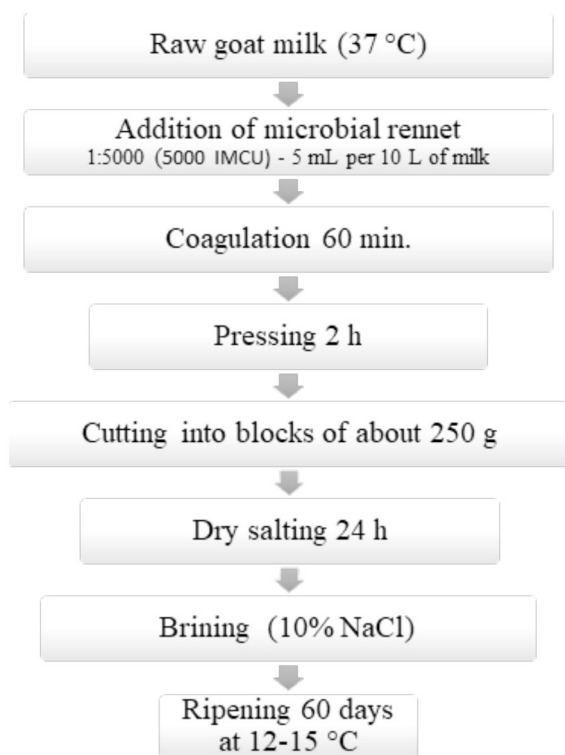 Raw goat milk (37 °C)
Addition of microbial rennet
1:5000 (5000 IMCU) - 5 mL per 10 L of milk
Coagulation 60 min.
Pressing 2 h
Cutting into blocks of about 250 g
Dry salting 24 h
Brining (10% NaCl)
Ripening 60 days
at 12-15 °C